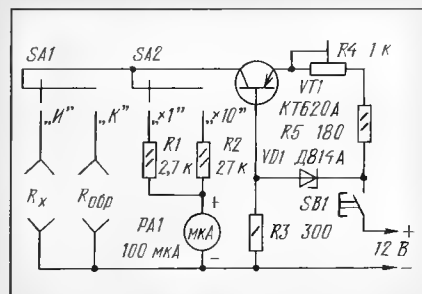 SA1
SA2
R4 1 к
VT1
КТ620А
„И"
„К"
„×1"
„×10"
R5 180
R1
2,7 к
R2
27 к
VD1 Д814А
Rх
Rобр
SB1
+
PA1
100 мкА
мкА
−
R3 300
+
12 В
−